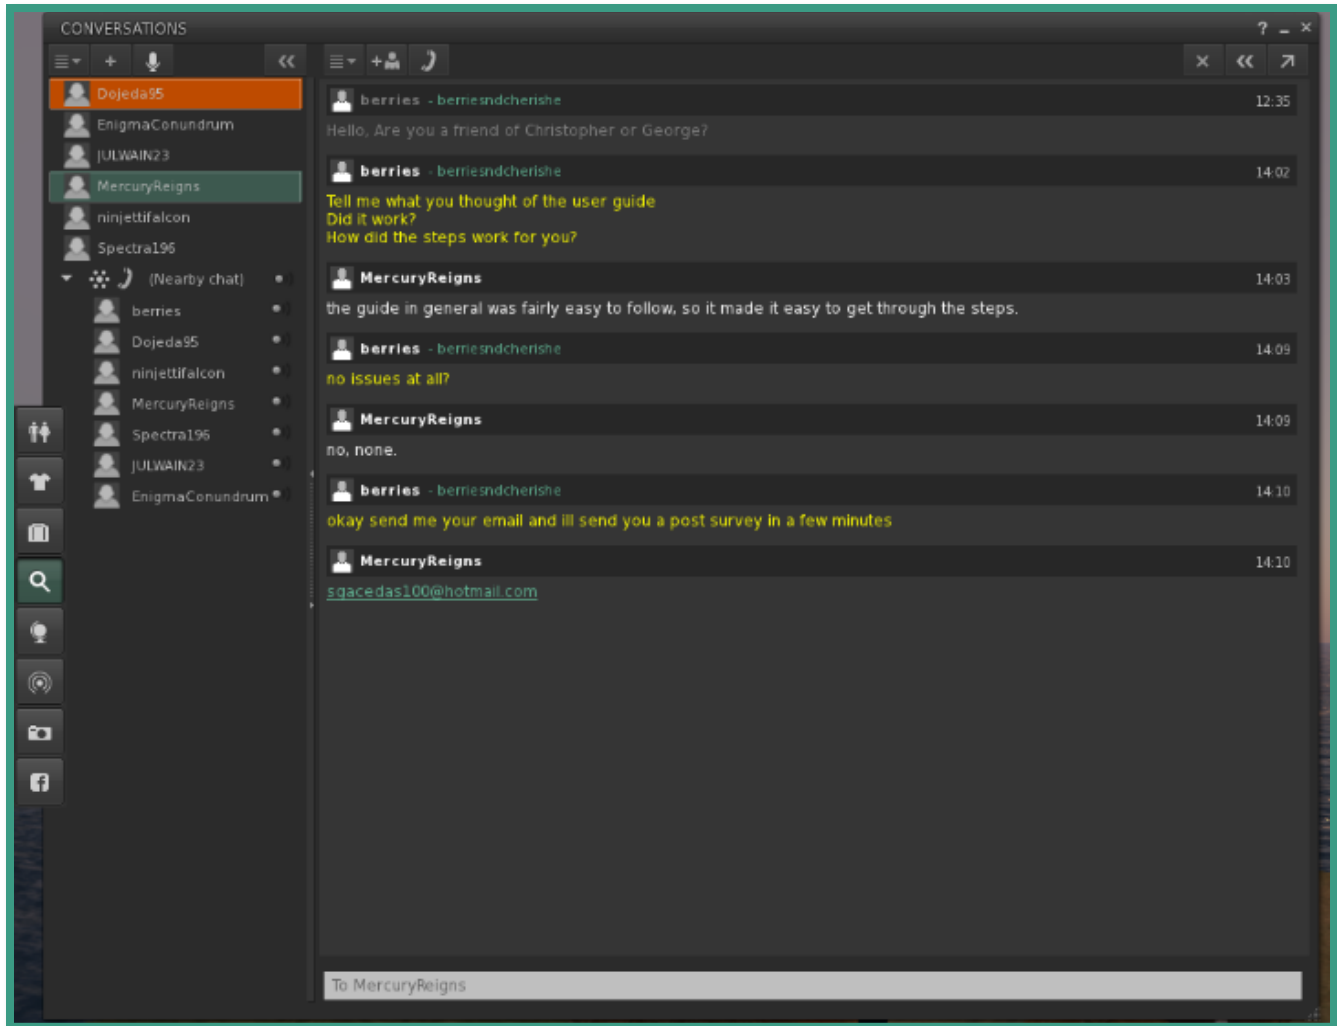 CONVERSATIONS
Dojeda95
EnigmaConundrum
JULWAIN23
MercuryReigns
ninjettifalcon
Spectra196
(Nearby chat)
berries
Dojeda95
ninjettifalcon
MercuryReigns
Spectra196
JULWAIN23
EnigmaConundrum
berries - berriesndcherishe 12:35
Hello, Are you a friend of Christopher or George?
berries - berriesndcherishe 14:02
Tell me what you thought of the user guide
Did it work?
How did the steps work for you?
MercuryReigns 14:03
the guide in general was fairly easy to follow, so it made it easy to get through the steps.
berries - berriesndcherishe 14:09
no issues at all?
MercuryReigns 14:09
no, none.
berries - berriesndcherishe 14:10
okay send me your email and ill send you a post survey in a few minutes
MercuryReigns 14:10
sgacedas100@hotmail.com
To MercuryReigns